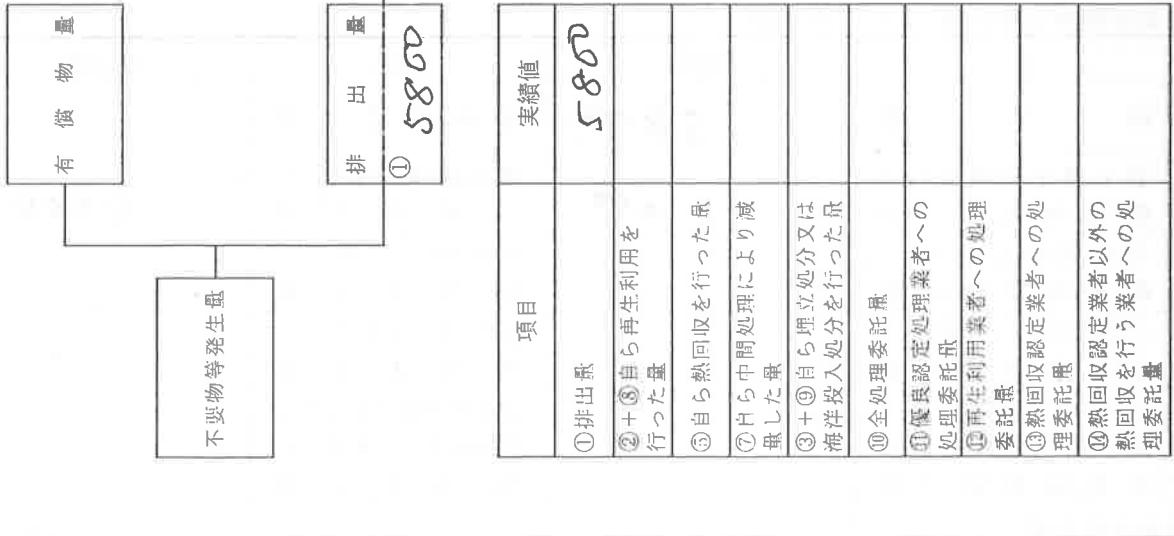 有償物量
不要物等発生量
排出量
① 5800
項目
実績値
①排出量
5800
②+⑧自ら再生利用を
行った量
⑤自ら熱回収を行った量
⑦自ら中間処理により減
量した量
③+⑨自ら埋立処分又は
海洋投入処分を行った量
⑩全処理委託量
⑪優良認定処理業者への
処理委託量
⑫再生利用業者への処理
委託量
⑬熱回収認定業者への処
理委託量
⑭熱回収認定業者以外の
熱回収を行う業者への処
理委託量